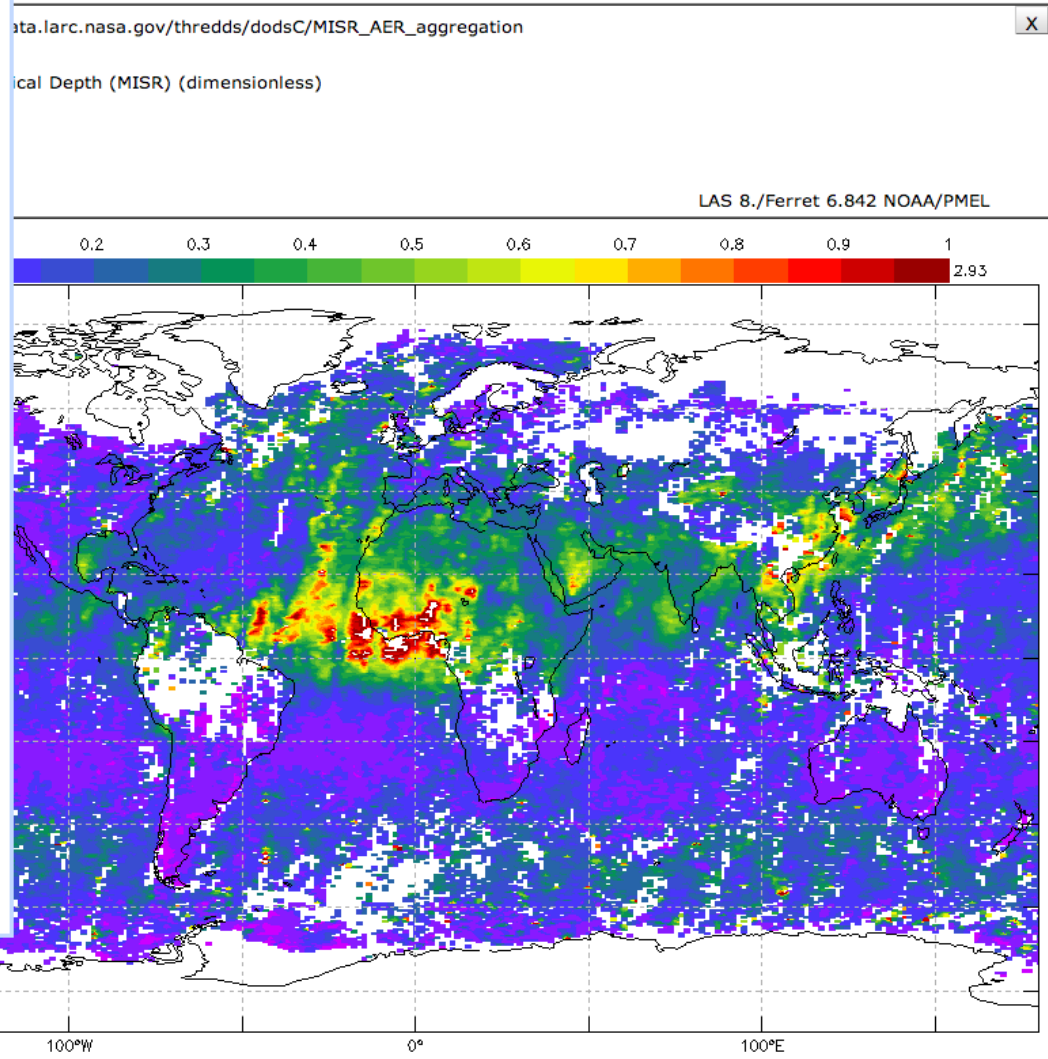 ata.larc.nasa.gov/thredds/dodsC/MISR_AER_aggregation
X
ical Depth (MISR) (dimensionless)
LAS 8./Ferret 6.842 NOAA/PMEL
0.2 0.3 0.4 0.5 0.6 0.7 0.8 0.9 1
2.93
100°W 0° 100°E